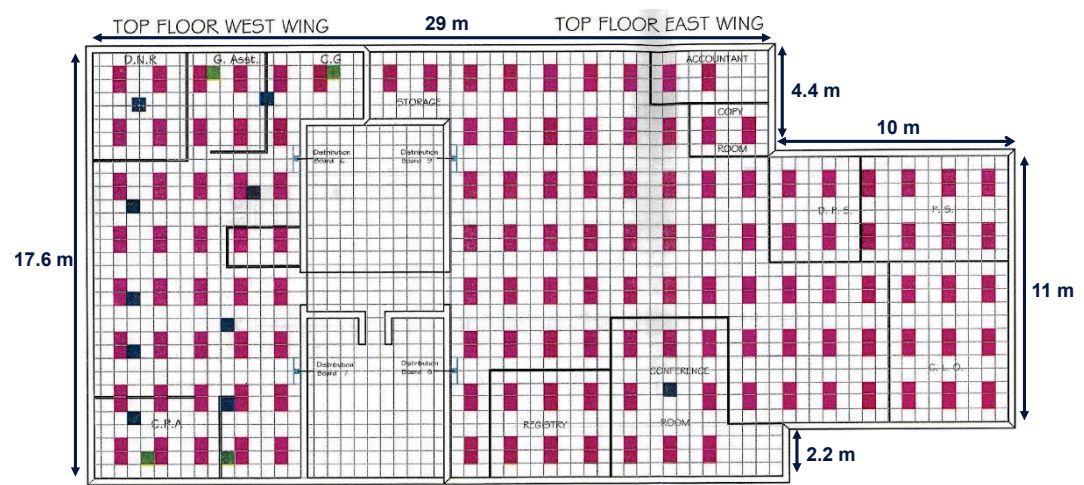 TOP FLOOR WEST WING
29 m
TOP FLOOR EAST WING
D.N.R
G. Asst.
C.G
ACCOUNTANT
4.4 m
STORAGE
COPY
ROOM
10 m
Distribution
Board 6
Distribution
Board 9
D. P. S.
P. S.
17.6 m
11 m
Distribution
Board 7
Distribution
Board 8
CONFERENCE
ROOM
C. L. O.
C.P.A
REGISTRY
2.2 m